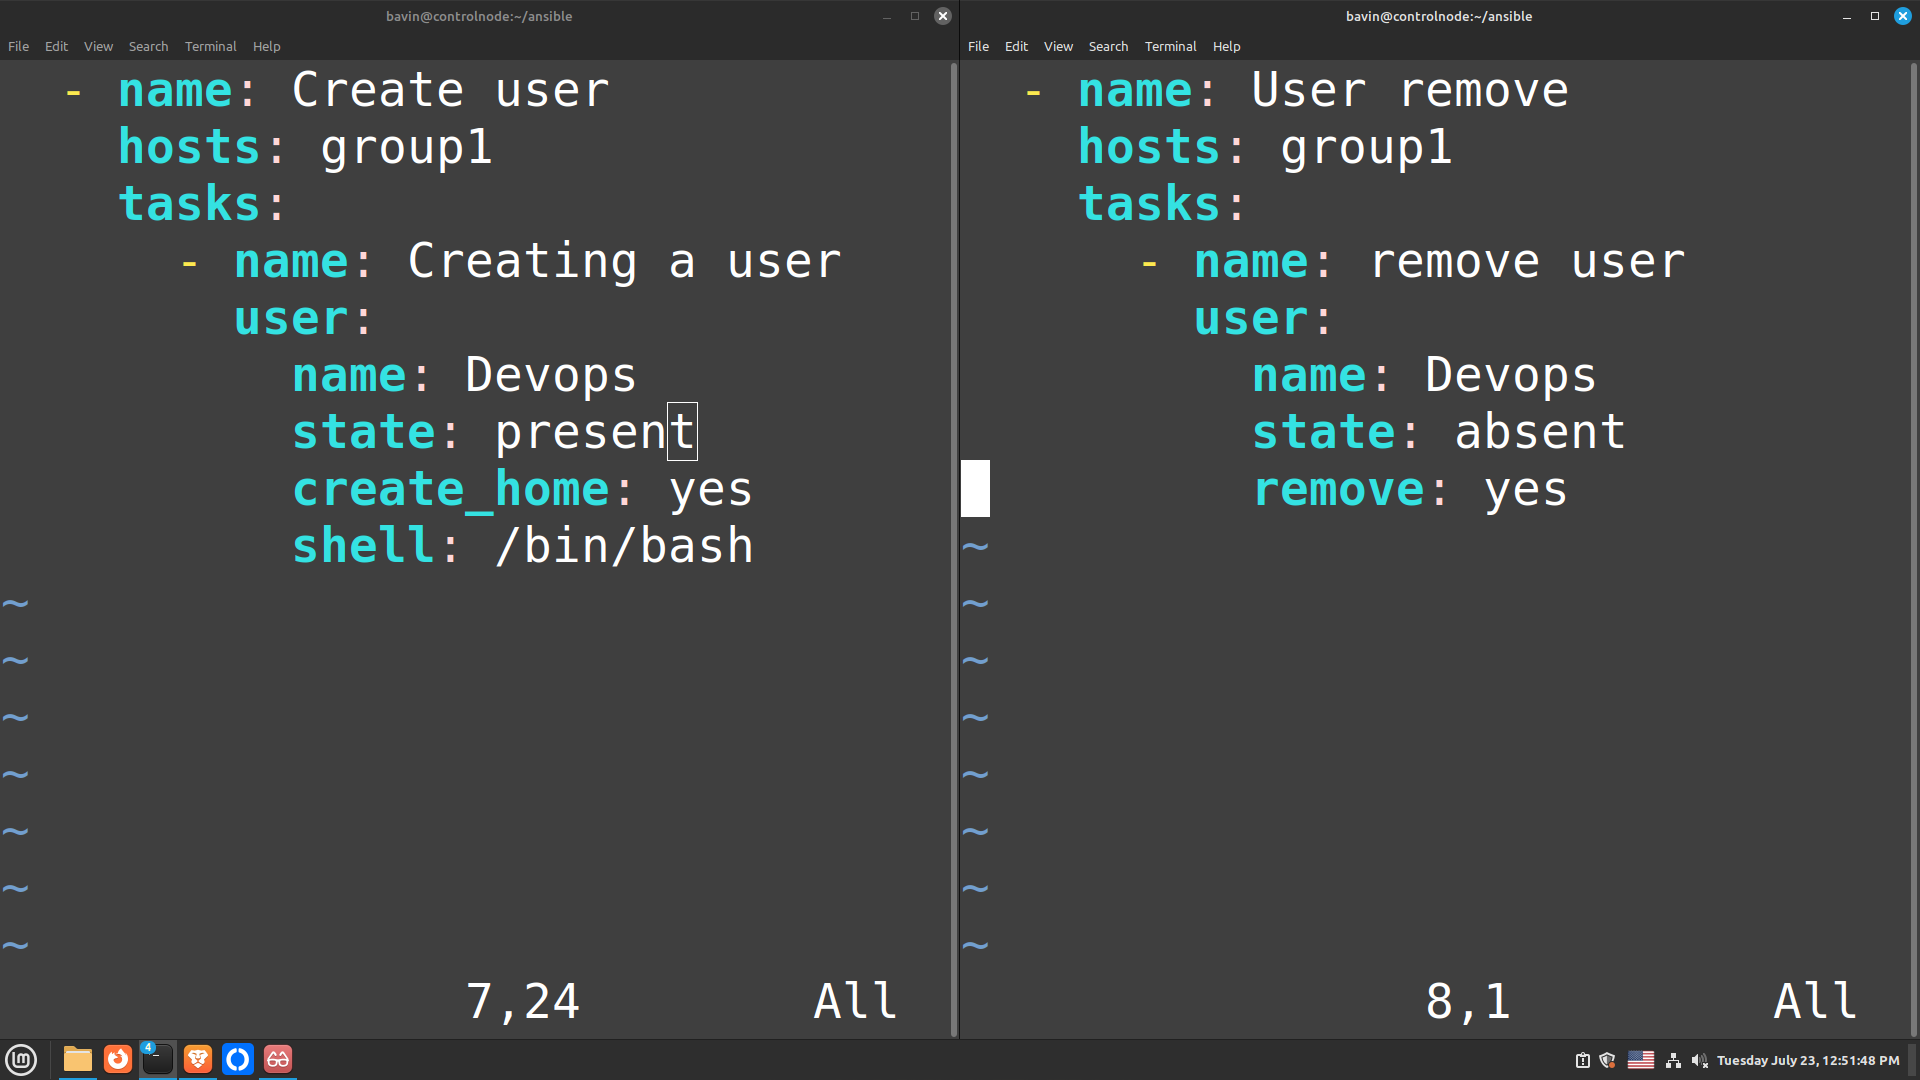 bavin@controlnode:~/ansible
File Edit View Search Terminal Help
- name: Create user
hosts: group1
tasks:
- name: Creating a user
user:
name: Devops
state: present
create_home: yes
shell: /bin/bash
~
~
~
~
~
~
~
7,24 All
bavin@controlnode:~/ansible
File Edit View Search Terminal Help
- name: User remove
hosts: group1
tasks:
- name: remove user
user:
name: Devops
state: absent
remove: yes
~
~
~
~
~
~
~
~
8,1 All
4
Tuesday July 23, 12:51:48 PM